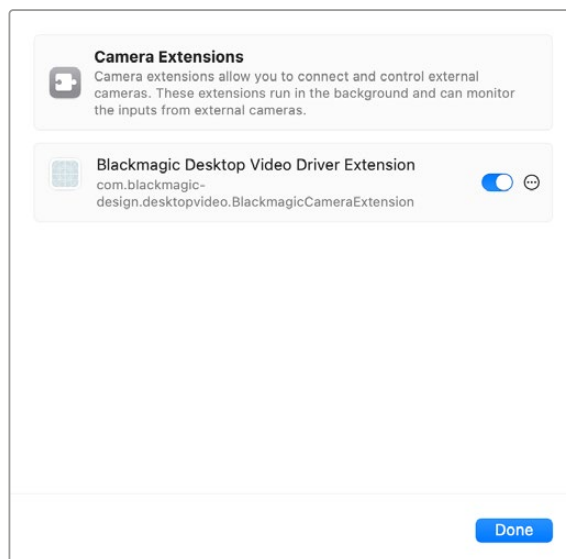 Camera Extensions
Camera extensions allow you to connect and control external
cameras. These extensions run in the background and can monitor
the inputs from external cameras.
Blackmagic Desktop Video Driver Extension
com.blackmagic-
design.desktopvideo.BlackmagicCameraExtension
Done